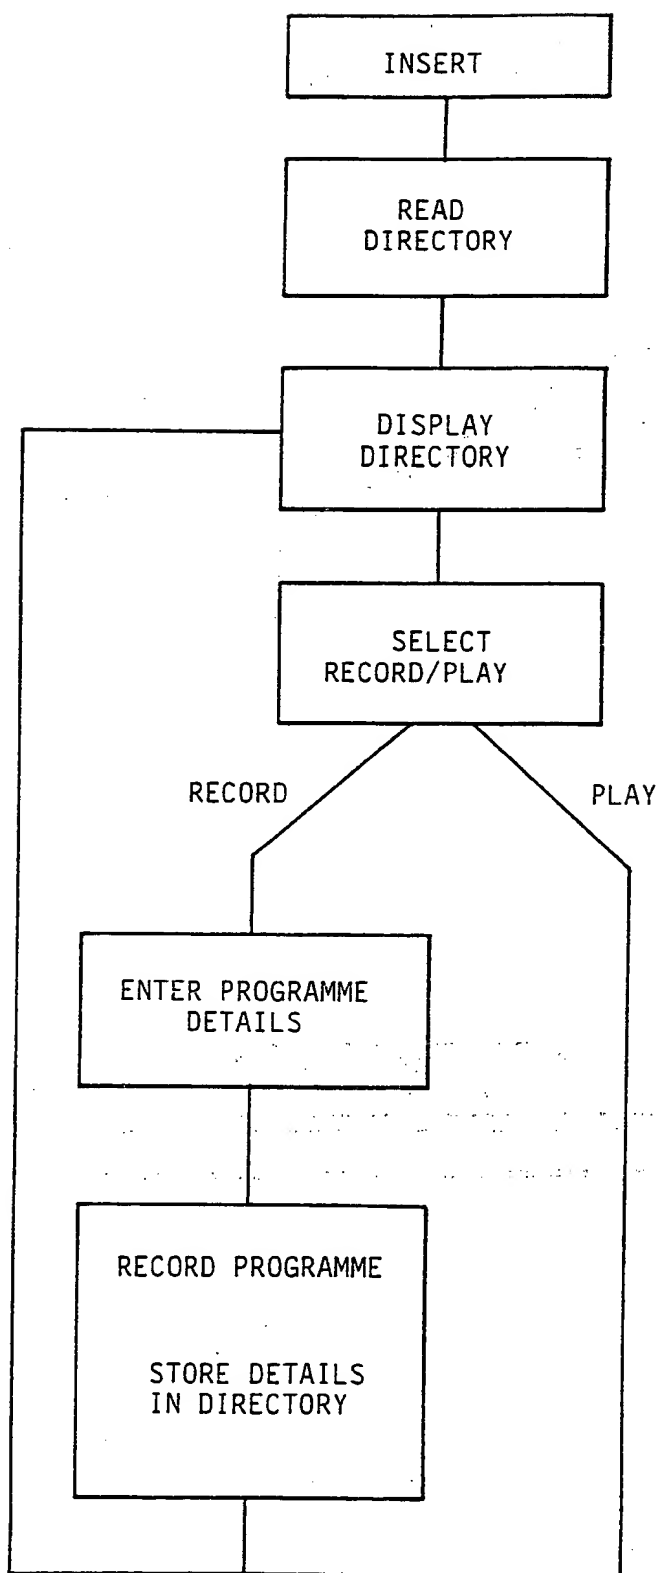 INSERT
READ
DIRECTORY
DISPLAY
DIRECTORY
SELECT
RECORD/PLAY
RECORD
PLAY
ENTER PROGRAMME
DETAILS
RECORD PROGRAMME
STORE DETAILS
IN DIRECTORY